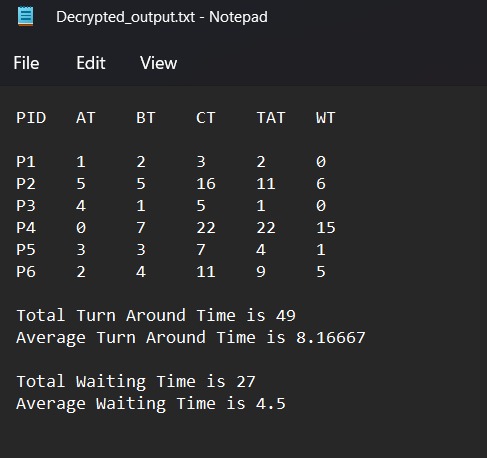 Decrypted_output.txt - Notepad
File Edit View
PID AT BT CT TAT WT
P1 1 2 3 2 0
P2 5 5 16 11 6
P3 4 1 5 1 0
P4 0 7 22 22 15
P5 3 3 7 4 1
P6 2 4 11 9 5
Total Turn Around Time is 49
Average Turn Around Time is 8.16667
Total Waiting Time is 27
Average Waiting Time is 4.5